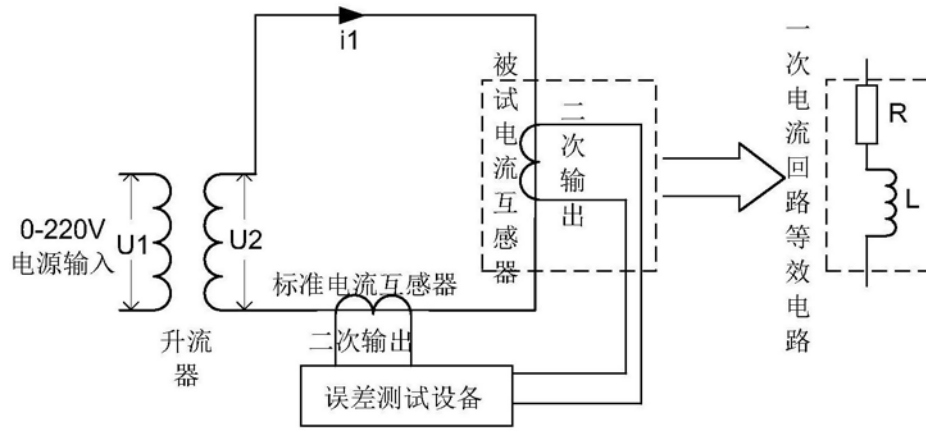 i1
被试电流互感器
二次输出
一次电流回路等效电路
R
L
0-220V
电源输入
U1
U2
升流
器
标准电流互感器
二次输出
误差测试设备